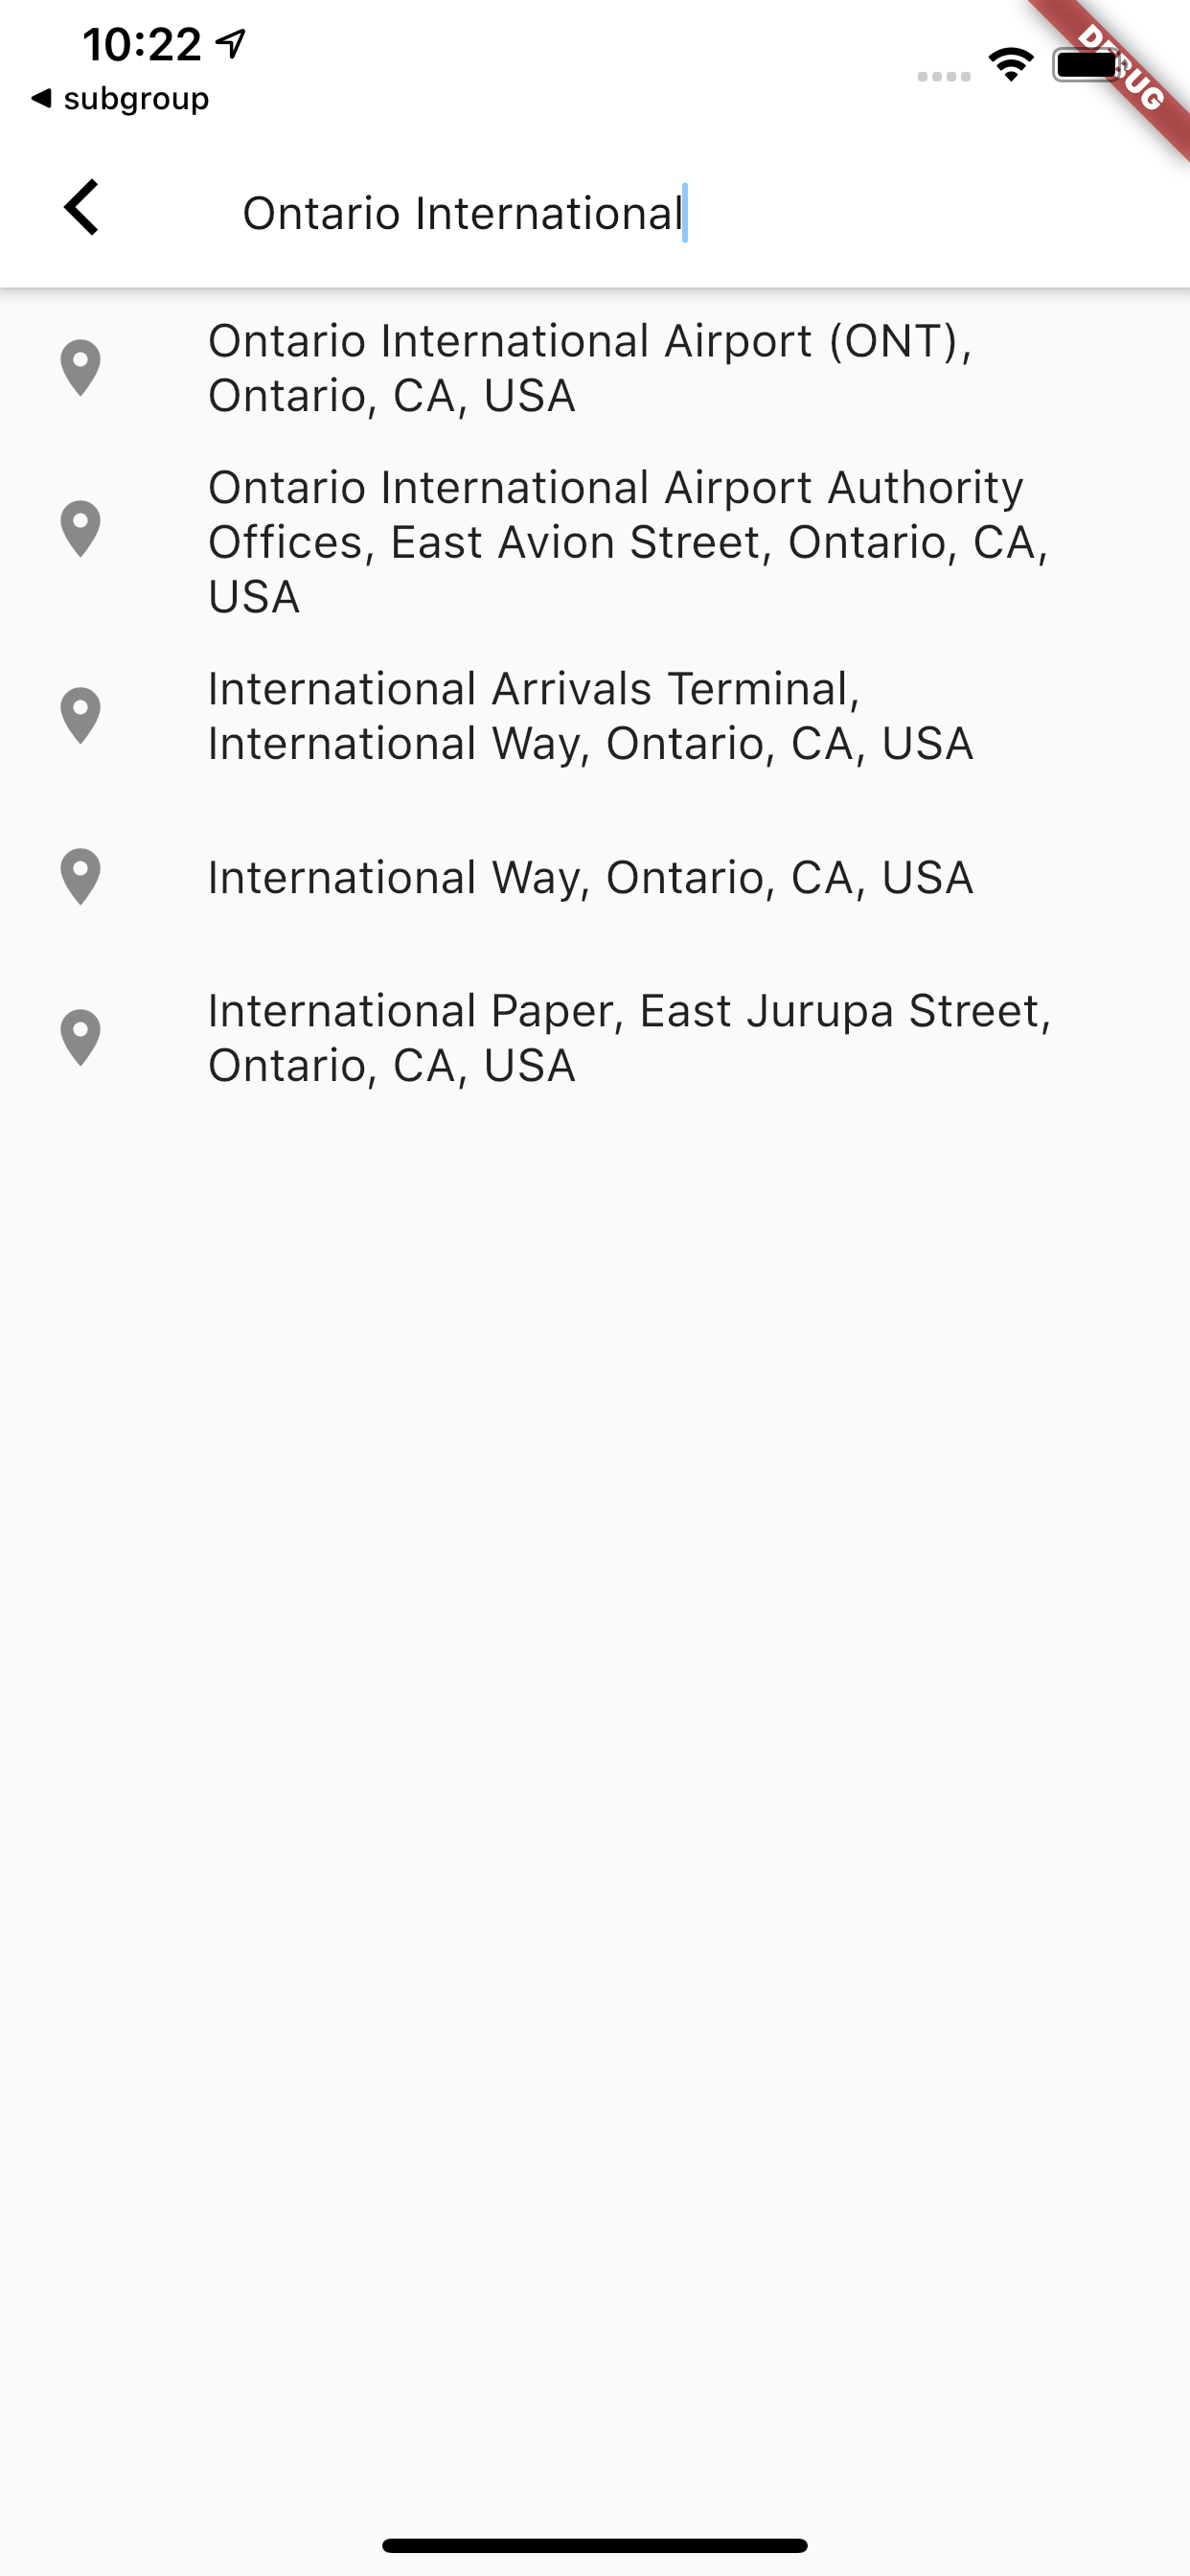 10:22
subgroup
DEBUG
Ontario International
Ontario International Airport (ONT),
Ontario, CA, USA
Ontario International Airport Authority
Offices, East Avion Street, Ontario, CA,
USA
International Arrivals Terminal,
International Way, Ontario, CA, USA
International Way, Ontario, CA, USA
International Paper, East Jurupa Street,
Ontario, CA, USA